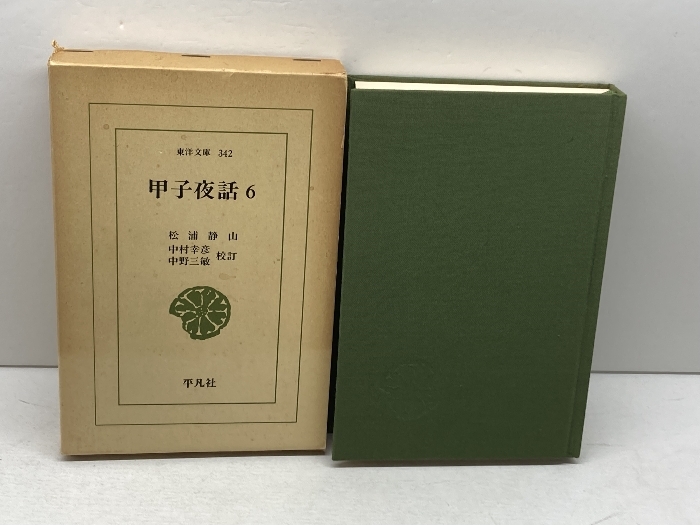 東洋文庫 342
甲子夜話 6
松浦静山
中村幸彦
中野三敏 校訂
平凡社